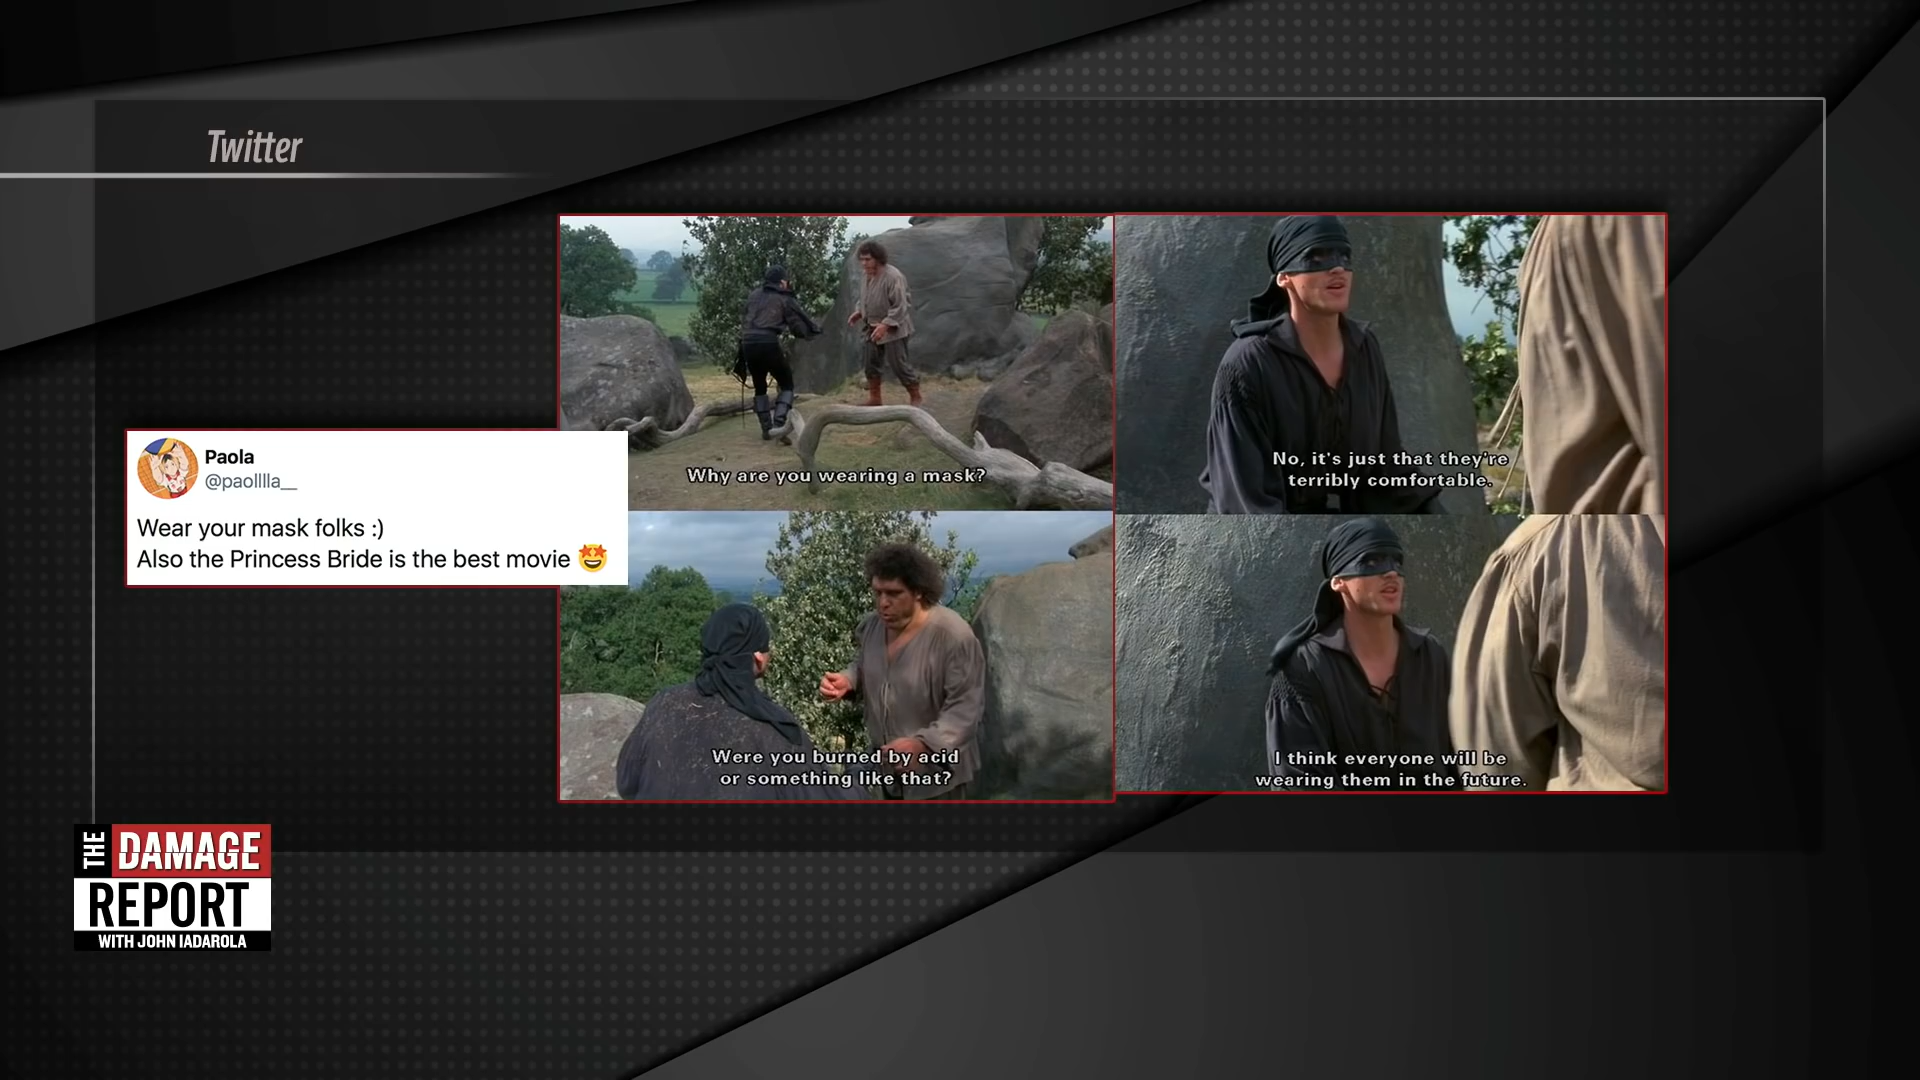 Twitter
Paola
@paolllla__
Wear your mask folks :)
Also the Princess Bride is the best movie 🤩
Why are you wearing a mask?
Were you burned by acid
or something like that?
No, it's just that they're
terribly comfortable.
I think everyone will be
wearing them in the future.
THE
DAMAGE
REPORT
WITH JOHN IADAROLA